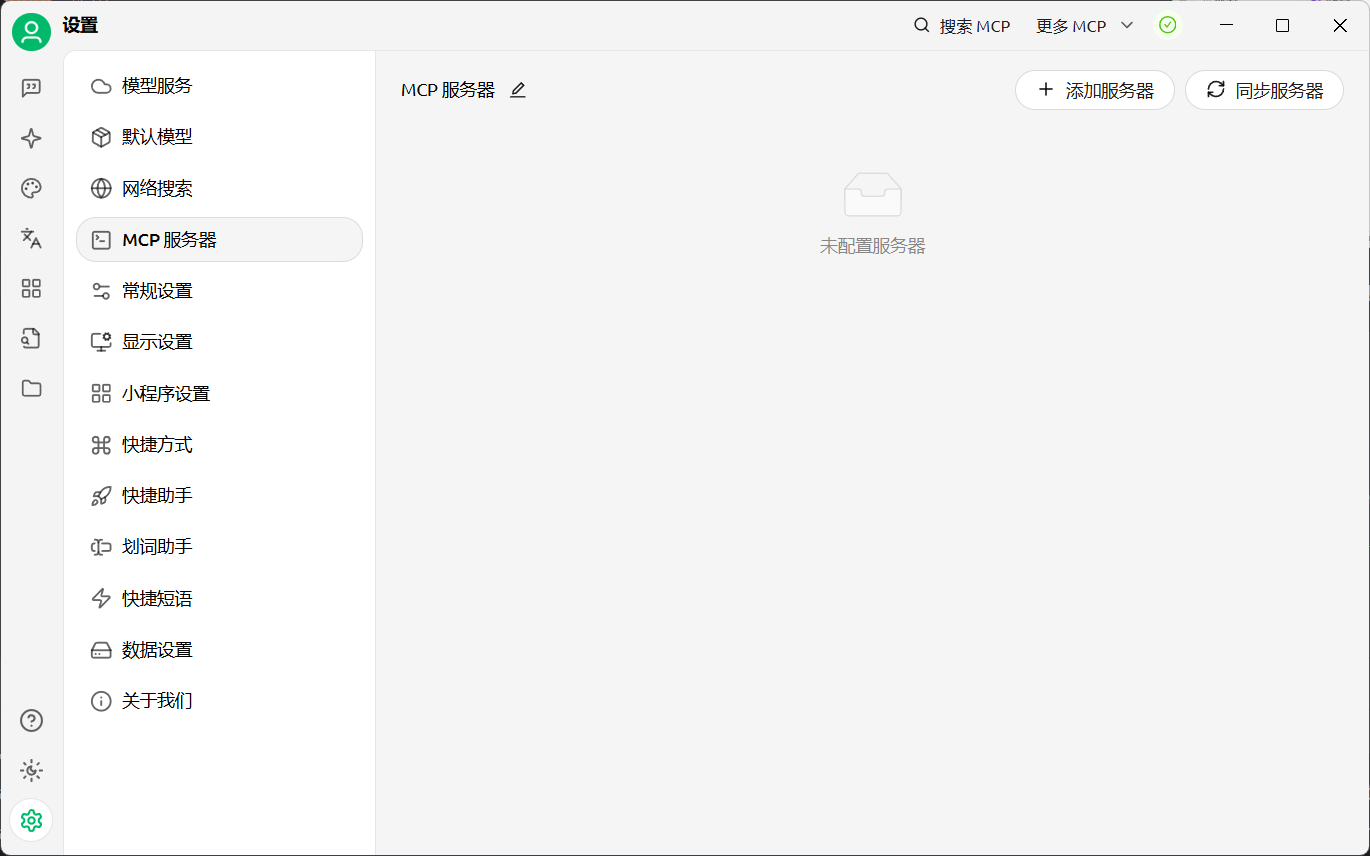 设置
搜索 MCP
更多 MCP
模型服务
默认模型
网络搜索
MCP 服务器
常规设置
显示设置
小程序设置
快捷方式
快捷助手
划词助手
快捷短语
数据设置
关于我们
MCP 服务器
添加服务器
同步服务器
未配置服务器